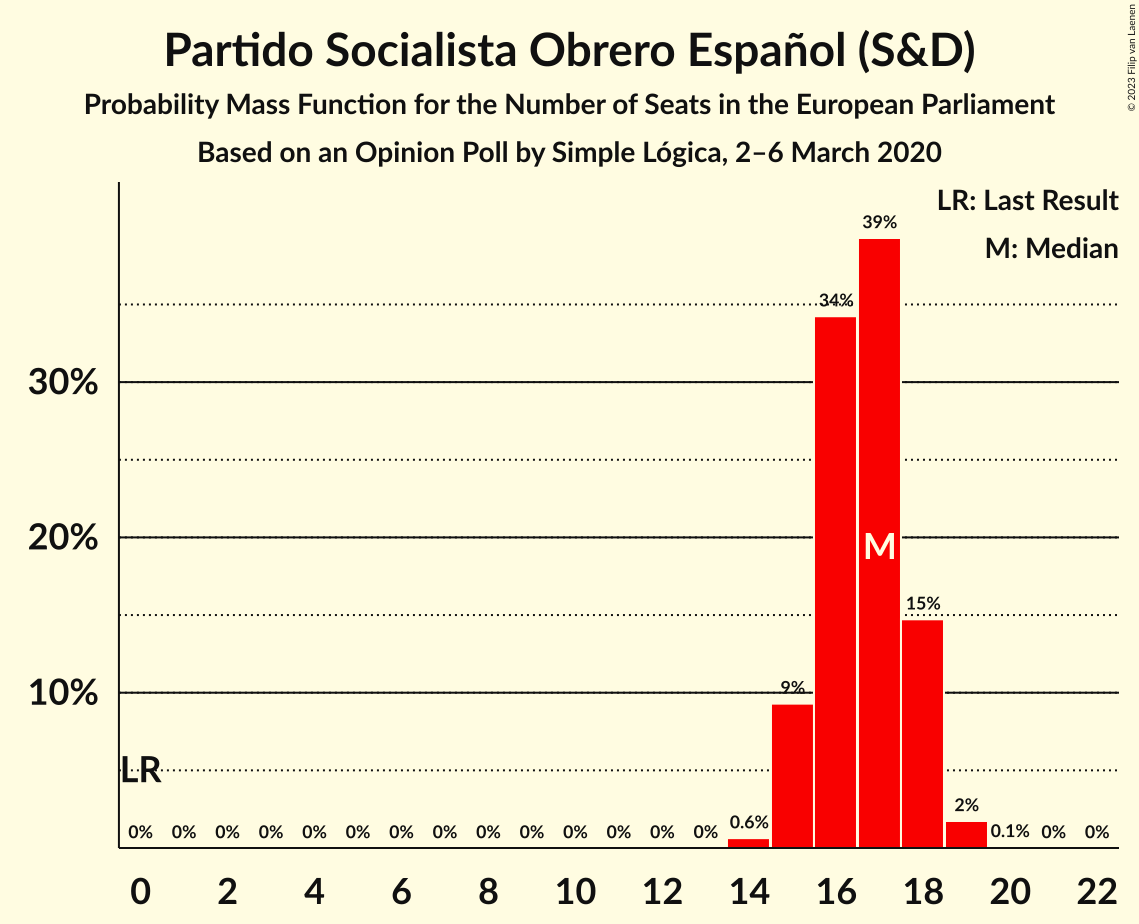 Partido Socialista Obrero Español (S&D)
Probability Mass Function for the Number of Seats in the European Parliament
Based on an Opinion Poll by Simple Lógica, 2–6 March 2020
© 2023 Filip van Laenen
LR: Last Result
M: Median
39%
34%
30%
20%
M
15%
10%
9%
LR
0% 0% 0% 0% 0% 0% 0% 0% 0% 0% 0% 0% 0% 0% 0.6% 2% 0.1% 0% 0%
0 2 4 6 8 10 12 14 16 18 20 22